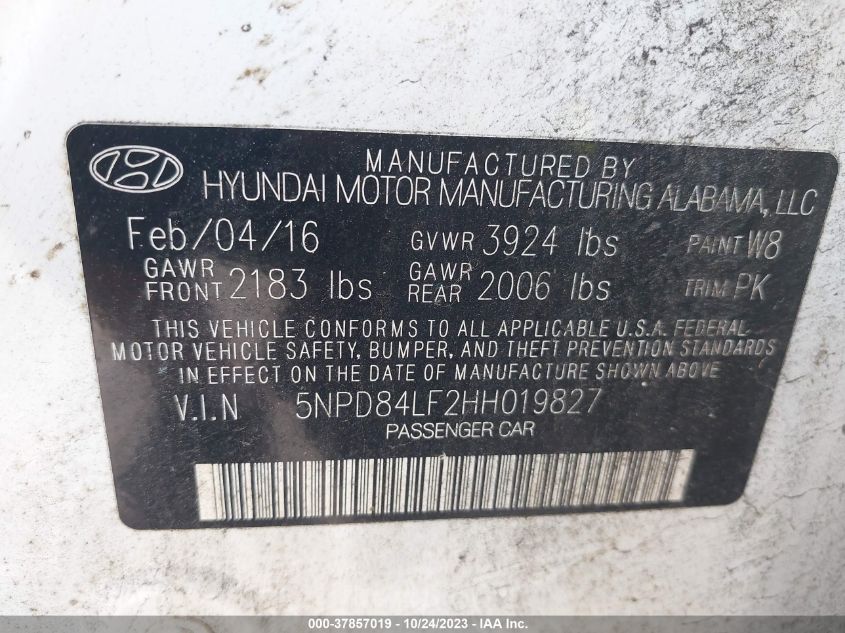 MANUFACTURED BY
HYUNDAI MOTOR MANUFACTURING ALABAMA, LLC
Feb/04/16 GVWR 3924 lbs PAINT W8
GAWR FRONT 2183 lbs GAWR REAR 2006 lbs TRIM PK
THIS VEHICLE CONFORMS TO ALL APPLICABLE U.S.A. FEDERAL
MOTOR VEHICLE SAFETY, BUMPER, AND THEFT PREVENTION STANDARDS
IN EFFECT ON THE DATE OF MANUFACTURE SHOWN ABOVE
V.I.N 5NPD84LF2HH019827
PASSENGER CAR
000-37857019 - 10/24/2023 - IAA Inc.